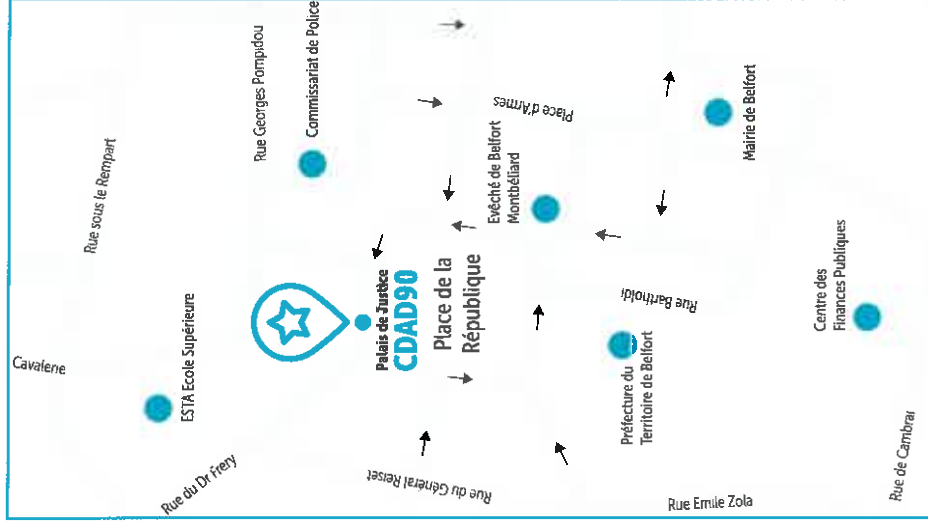 Rue sous le Rempart
Rue Georges Pompidou
Commissariat de Police
Cavalerie
ESTA Ecole Supérieure
Rue du Dr Frery
Palais de Justice
CDAD90
Place de la
République
Place d'Armes
Evêché de Belfort
Montbéliard
Mairie de Belfort
Rue du Général Reiset
Rue Bartholdi
Préfecture du
Territoire de Belfort
Centre des
Finances Publiques
Rue Emile Zola
Rue de Cambrai